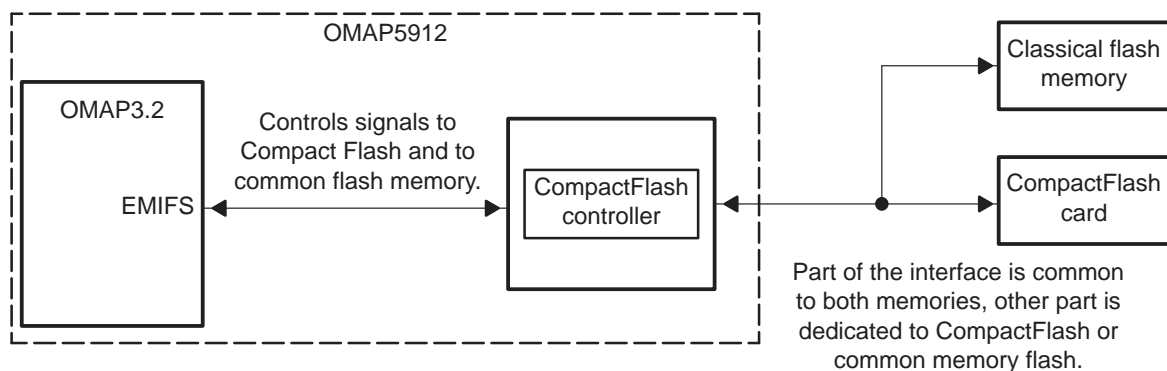 OMAP5912
OMAP3.2
EMIFS
Controls signals to
Compact Flash and to
common flash memory.
CompactFlash
controller
Classical flash
memory
CompactFlash
card
Part of the interface is common
to both memories, other part is
dedicated to CompactFlash or
common memory flash.